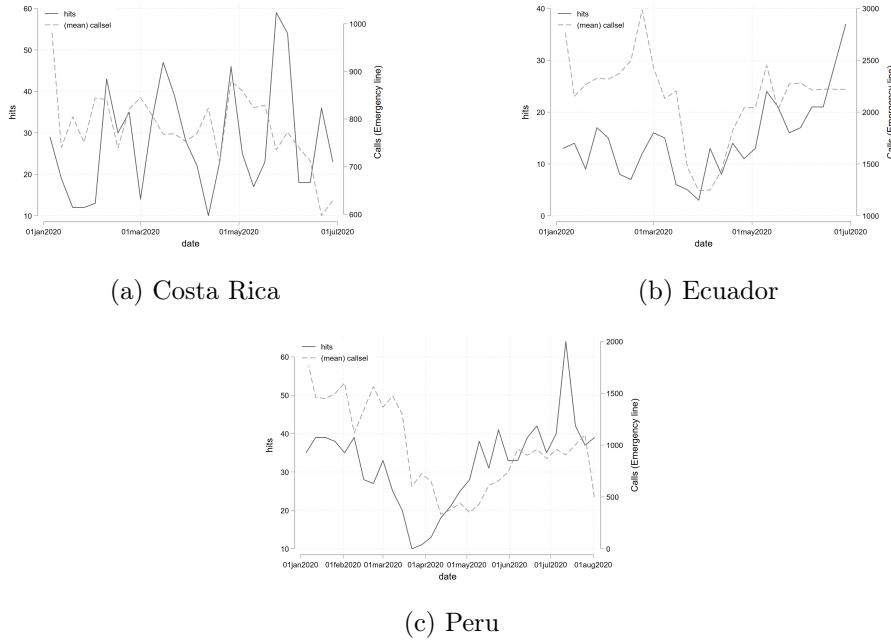 hits
(mean) callsel
60
50
40
30
20
10
hits
1000
900
800
700
600
Calls (Emergency line)
01jan2020 01mar2020 01may2020 01jul2020
date
(a) Costa Rica
hits
(mean) callsel
40
30
20
10
0
hits
3000
2500
2000
1500
1000
Calls (Emergency line)
01jan2020 01mar2020 01may2020 01jul2020
date
(b) Ecuador
hits
(mean) callsel
60
50
40
30
20
10
hits
2000
1500
1000
500
0
Calls (Emergency line)
01jan2020 01feb2020 01mar2020 01apr2020 01may2020 01jun2020 01jul2020 01aug2020
date
(c) Peru